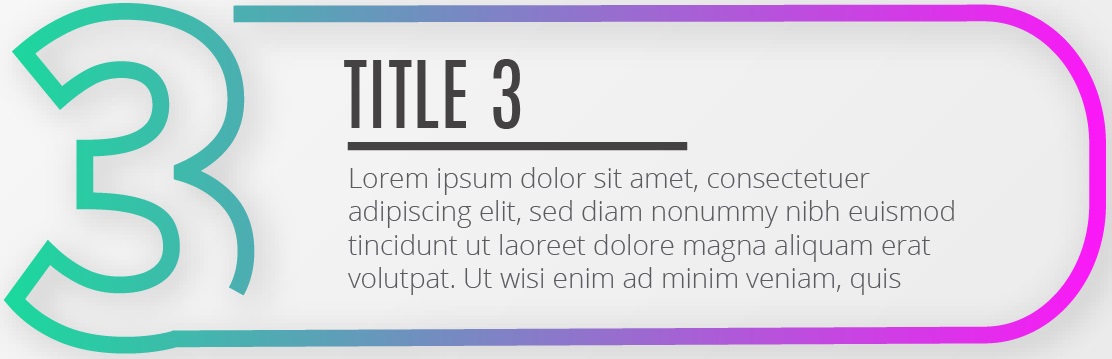 3
TITLE 3
Lorem ipsum dolor sit amet, consectetuer
adipiscing elit, sed diam nonummy nibh euismod
tincidunt ut laoreet dolore magna aliquam erat
volutpat. Ut wisi enim ad minim veniam, quis